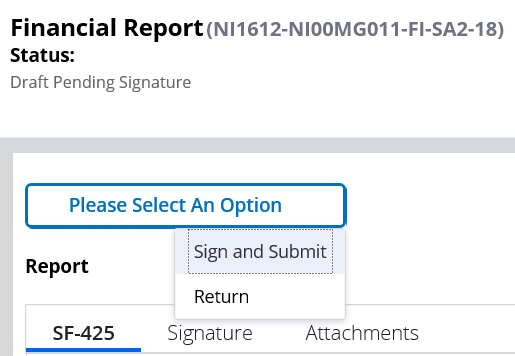 Financial Report (NI1612-NI00MG011-FI-SA2-18)
Status:
Draft Pending Signature
Please Select An Option
Sign and Submit
Report
Return
SF-425 Signature Attachments